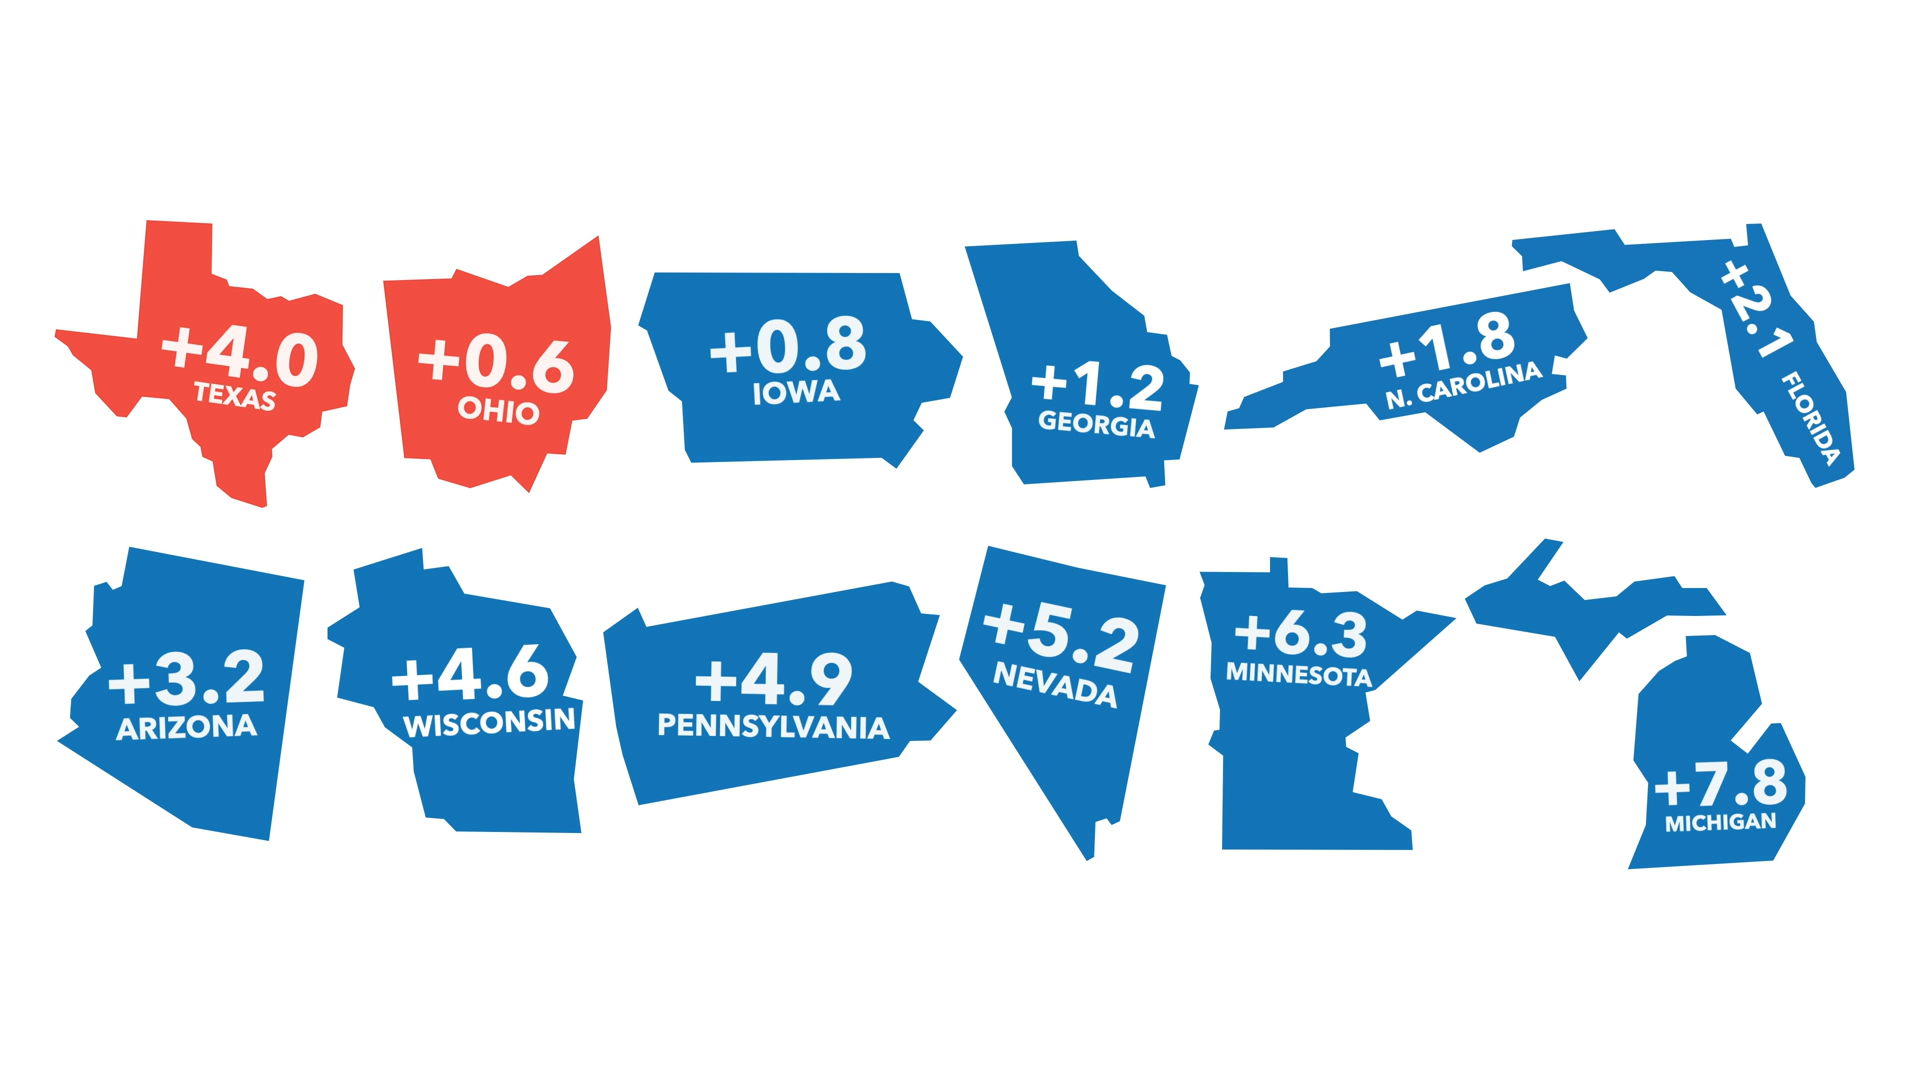 +4.0
TEXAS
+0.6
OHIO
+0.8
IOWA
+1.2
GEORGIA
+1.8
N. CAROLINA
+2.1 FLORIDA
+3.2
ARIZONA
+4.6
WISCONSIN
+4.9
PENNSYLVANIA
+5.2
NEVADA
+6.3
MINNESOTA
+7.8
MICHIGAN